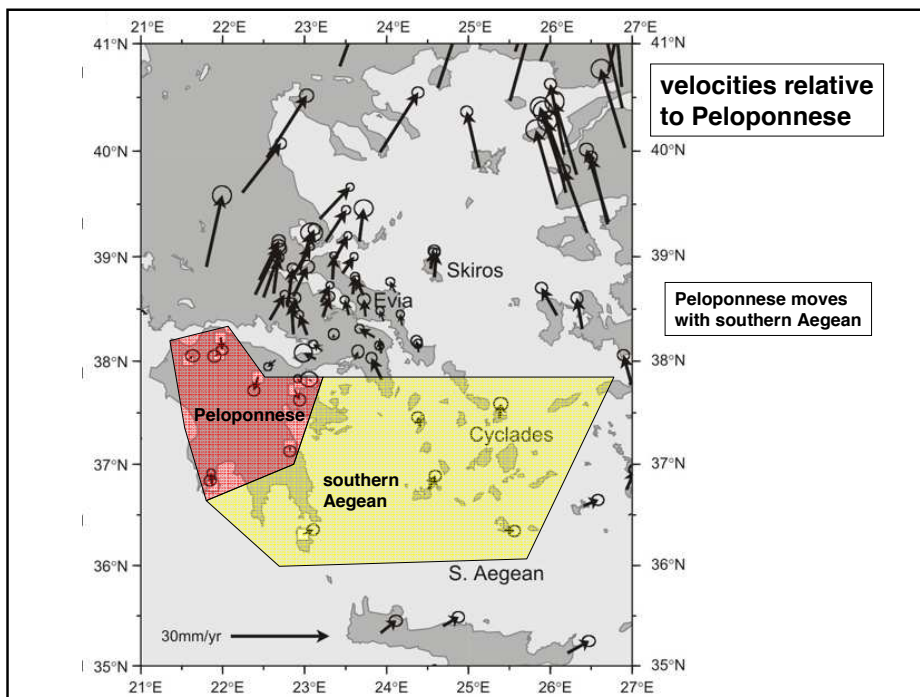 21°E 22°E 23°E 24°E 25°E 26°E 27°E
41°N 41°N
velocities relative
to Peloponnese
40°N 40°N
39°N 39°N
Skiros
Evia
Peloponnese moves
with southern Aegean
38°N 38°N
Peloponnese
Cyclades
37°N 37°N
southern
Aegean
36°N 36°N
S. Aegean
30mm/yr
35°N 35°N
21°E 22°E 23°E 24°E 25°E 26°E 27°E